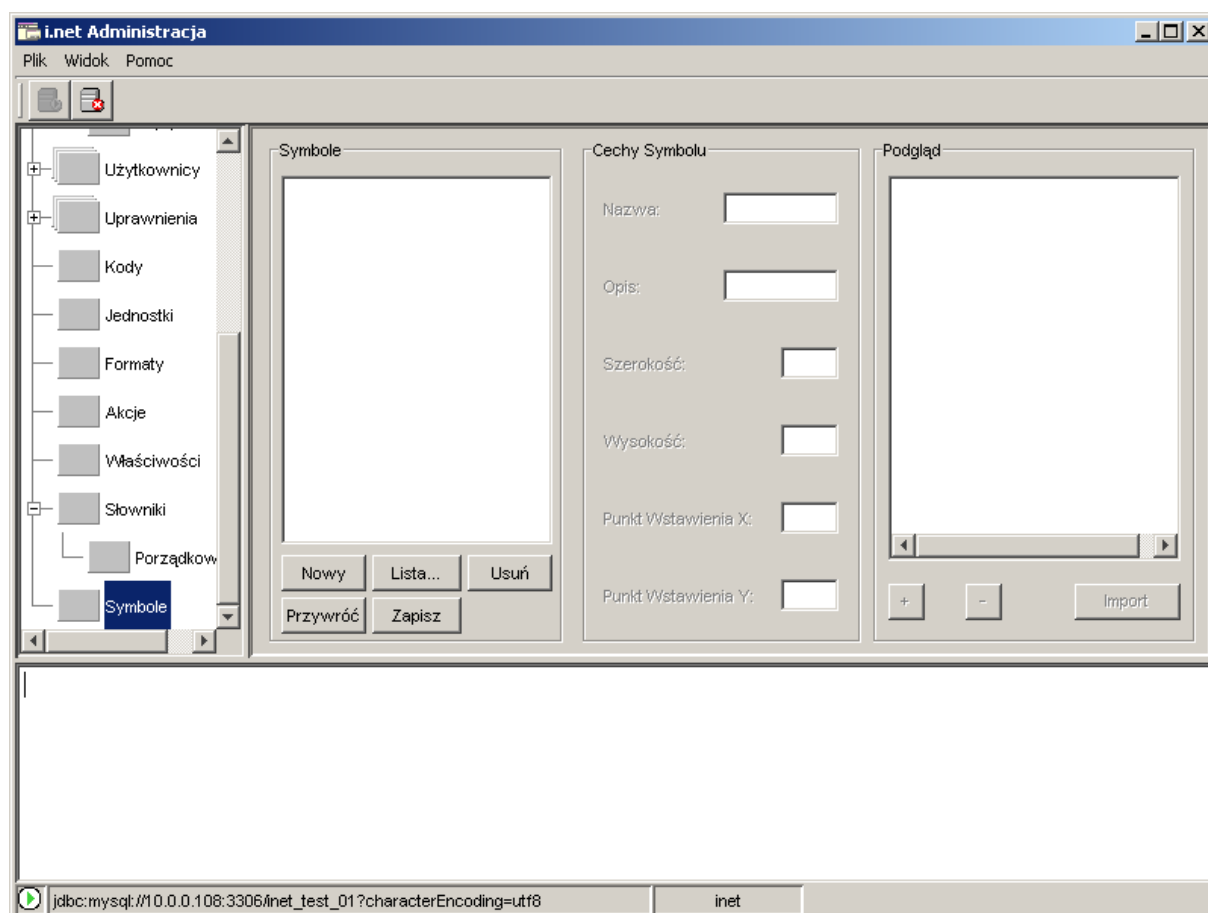 i.net Administracja
Plik Widok Pomoc
Użytkownicy
Uprawnienia
Kody
Jednostki
Formaty
Akcje
Właściwości
Słowniki
Porządkow
Symbole
Symbole
Nowy Lista... Usuń
Przywróć Zapisz
Cechy Symbolu
Nazwa:
Opis:
Szerokość:
Wysokość:
Punkt Wstawienia X:
Punkt Wstawienia Y:
Podgląd
+ - Import
jdbc:mysql://10.0.0.108:3306/inet_test_01?characterEncoding=utf8 inet